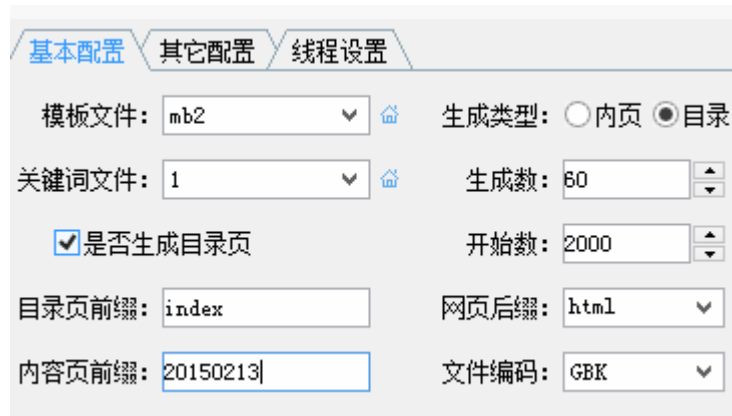 基本配置 其它配置 线程设置
模板文件: mb2 生成类型: 内页 目录
关键词文件: 1 生成数: 60
是否生成目录页 开始数: 2000
目录页前缀: index 网页后缀: html
内容页前缀: 20150213 文件编码: GBK